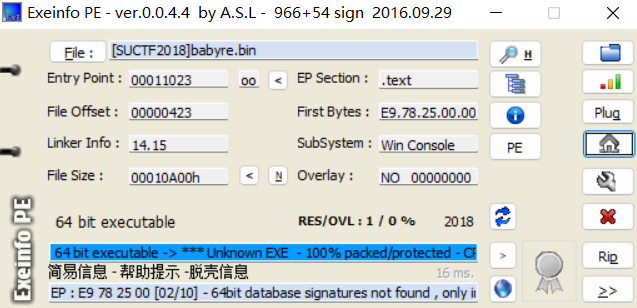 Exeinfo PE - ver.0.0.4.4 by A.S.L - 966+54 sign 2016.09.29
File : [SUCTF2018]babyre.bin H
Entry Point : 00011023 oo < EP Section : .text
File Offset : 00000423 First Bytes : E9.78.25.00.00 Plug
Linker Info : 14.15 SubSystem : Win Console PE
File Size : 00010A00h < N Overlay : NO 00000000
64 bit executable RES/OVL : 1 / 0 % 2018
64 bit executable -> *** Unknown EXE - 100% packed/protected - CP
> Rip
简易信息 - 帮助提示 -脱壳信息 16 ms.
EP : E9 78 25 00 [02/10] - 64bit database signatures not found , only in
>>
Exeinfo PE